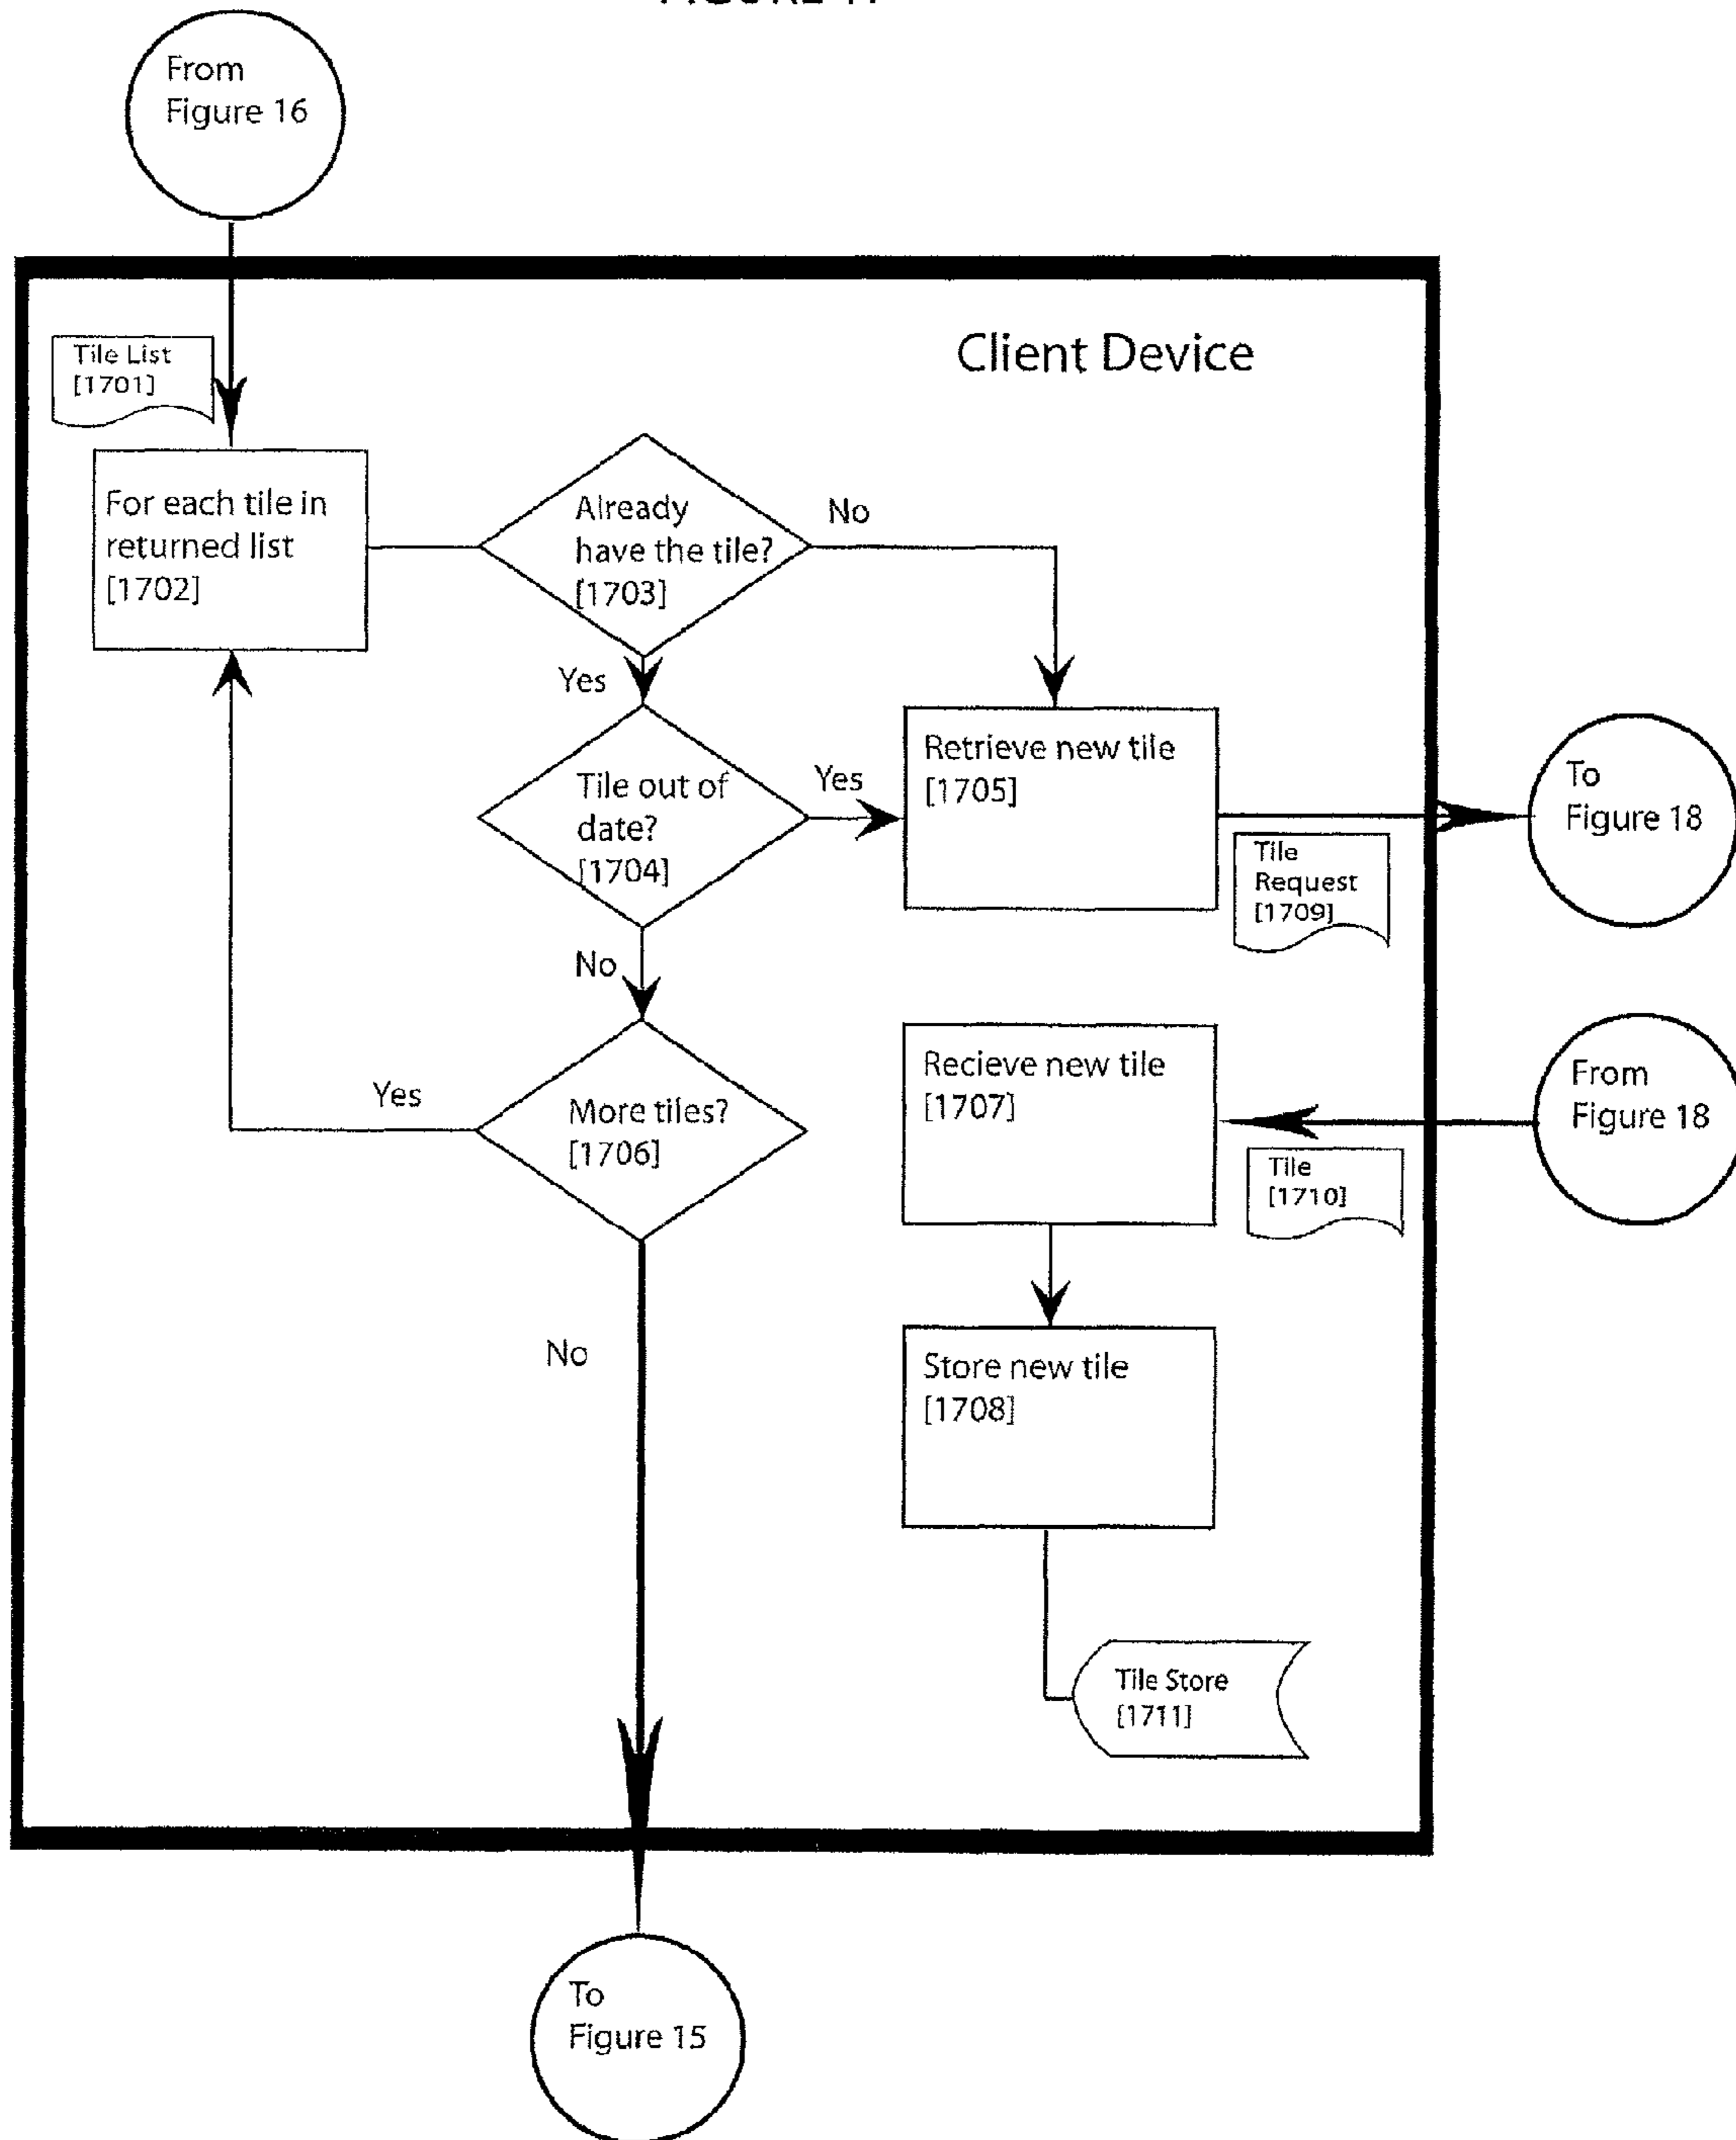 From
Figure 16
Client Device
Tile List
[1701]
For each tile in
returned list
[1702]
Already
have the tile?
[1703]
No
Yes
Tile out of
date?
[1704]
Yes
Retrieve new tile
[1705]
To
Figure 18
Tile
Request
[1709]
No
More tiles?
[1706]
Yes
Recieve new tile
[1707]
From
Figure 18
Tile
[1710]
No
Store new tile
[1708]
Tile Store
[1711]
To
Figure 15